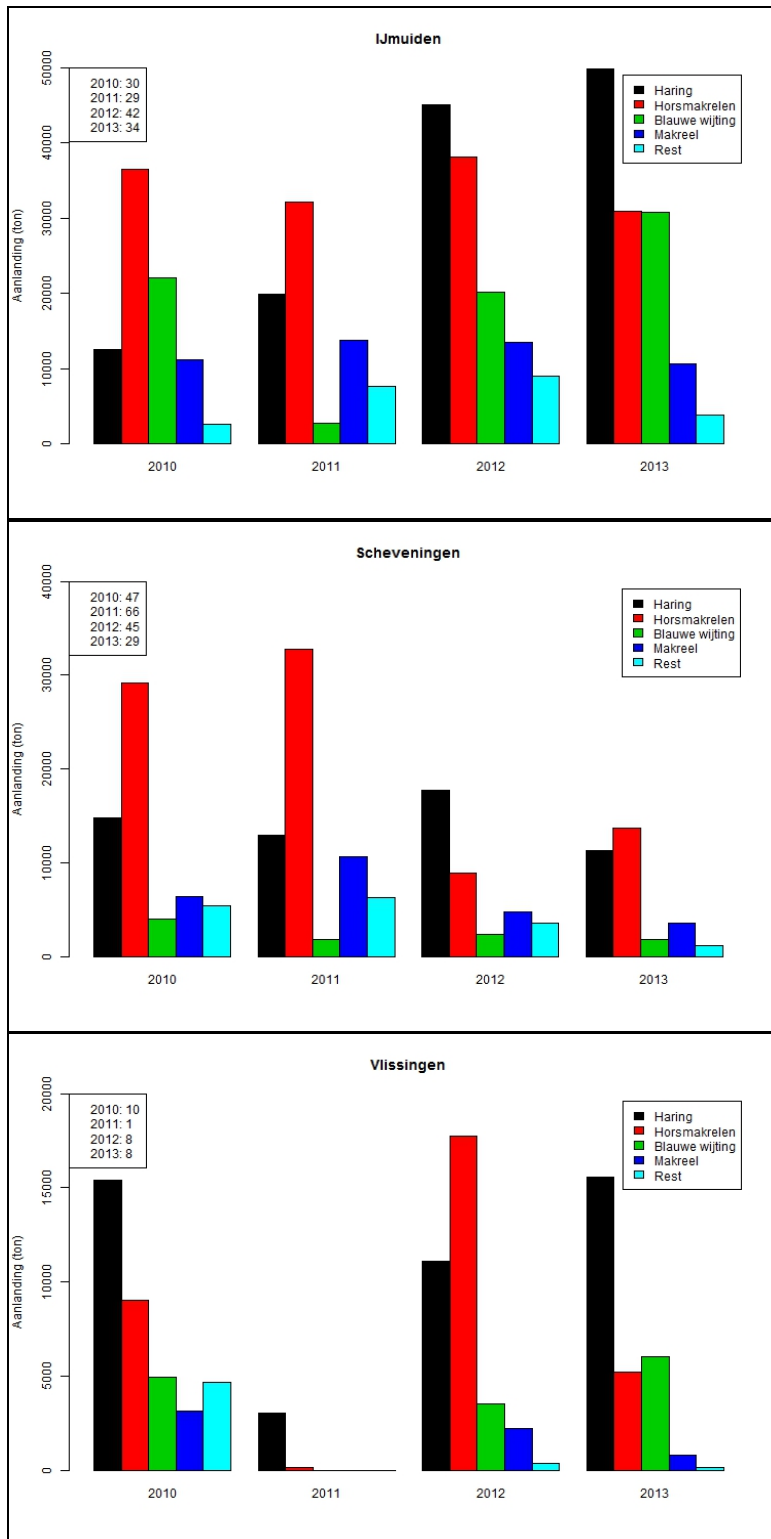 IJmuiden
2010: 30
2011: 29
2012: 42
2013: 34
Haring
Horsmakrelen
Blauwe wijting
Makreel
Rest
Aanlanding (ton)
50000
40000
30000
20000
10000
0
2010 2011 2012 2013
Scheveningen
2010: 47
2011: 66
2012: 45
2013: 29
Haring
Horsmakrelen
Blauwe wijting
Makreel
Rest
Aanlanding (ton)
40000
30000
20000
10000
0
2010 2011 2012 2013
Vlissingen
2010: 10
2011: 1
2012: 8
2013: 8
Haring
Horsmakrelen
Blauwe wijting
Makreel
Rest
Aanlanding (ton)
20000
15000
10000
5000
0
2010 2011 2012 2013